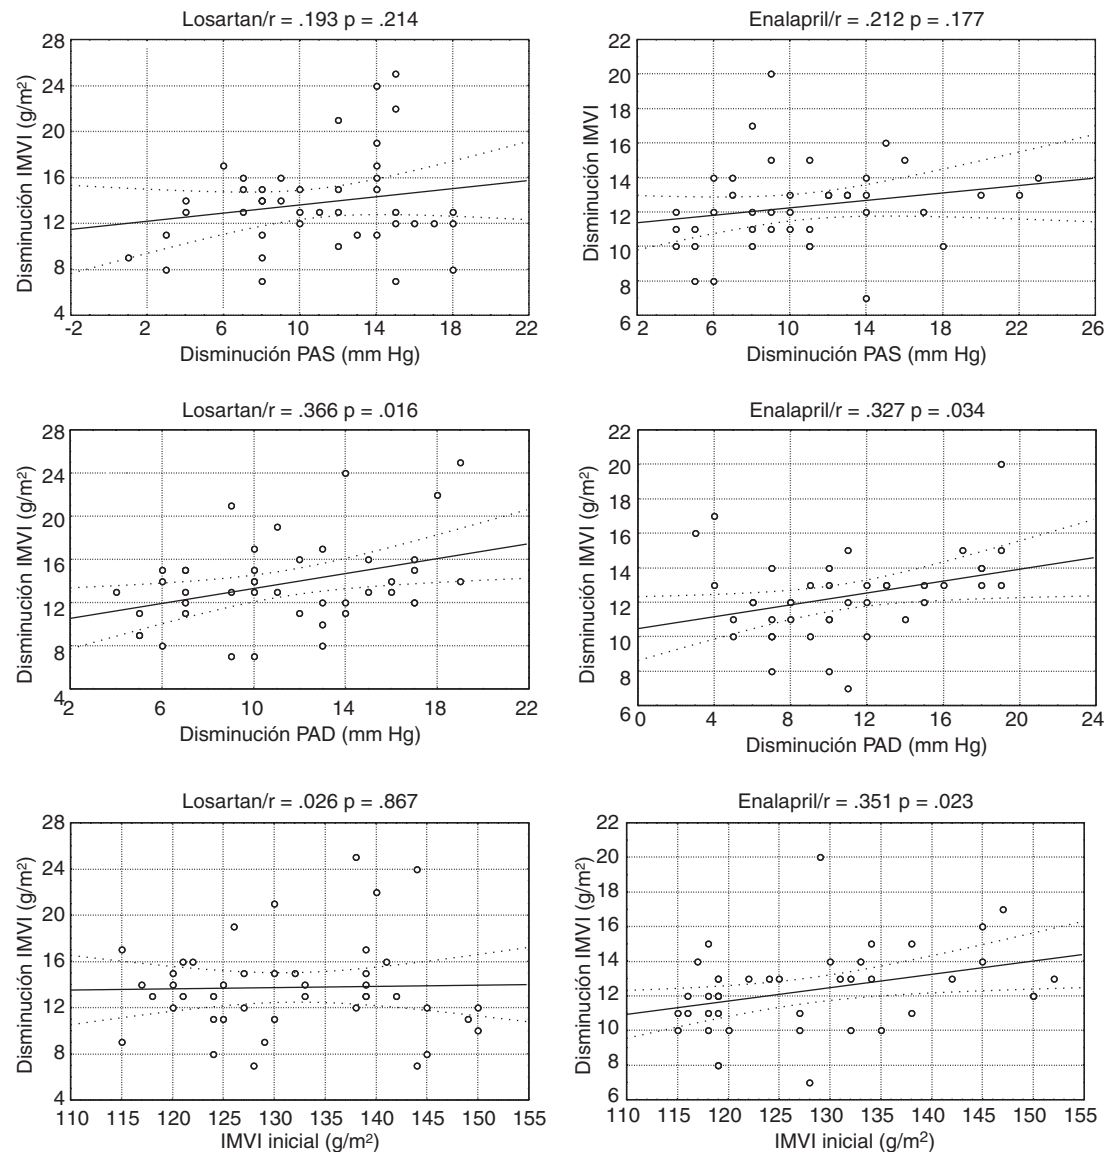 Losartan/r = .193 p = .214
Disminución IMVI (g/m²)
28
24
20
16
12
8
4
-2 2 6 10 14 18 22
Disminución PAS (mm Hg)
Enalapril/r = .212 p = .177
Disminución IMVI
22
20
18
16
14
12
10
8
6
2 6 10 14 18 22 26
Disminución PAS (mm Hg)
Losartan/r = .366 p = .016
Disminución IMVI (g/m²)
28
24
20
16
12
8
4
2 6 10 14 18 22
Disminución PAD (mm Hg)
Enalapril/r = .327 p = .034
Disminución IMVI (g/m²)
22
20
18
16
14
12
10
8
6
0 4 8 12 16 20 24
Disminución PAD (mm Hg)
Losartan/r = .026 p = .867
Disminución IMVI (g/m²)
28
24
20
16
12
8
4
110 115 120 125 130 135 140 145 150 155
IMVI inicial (g/m²)
Enalapril/r = .351 p = .023
Disminución IMVI (g/m²)
22
20
18
16
14
12
10
8
6
110 115 120 125 130 135 140 145 150 155
IMVI inicial (g/m²)